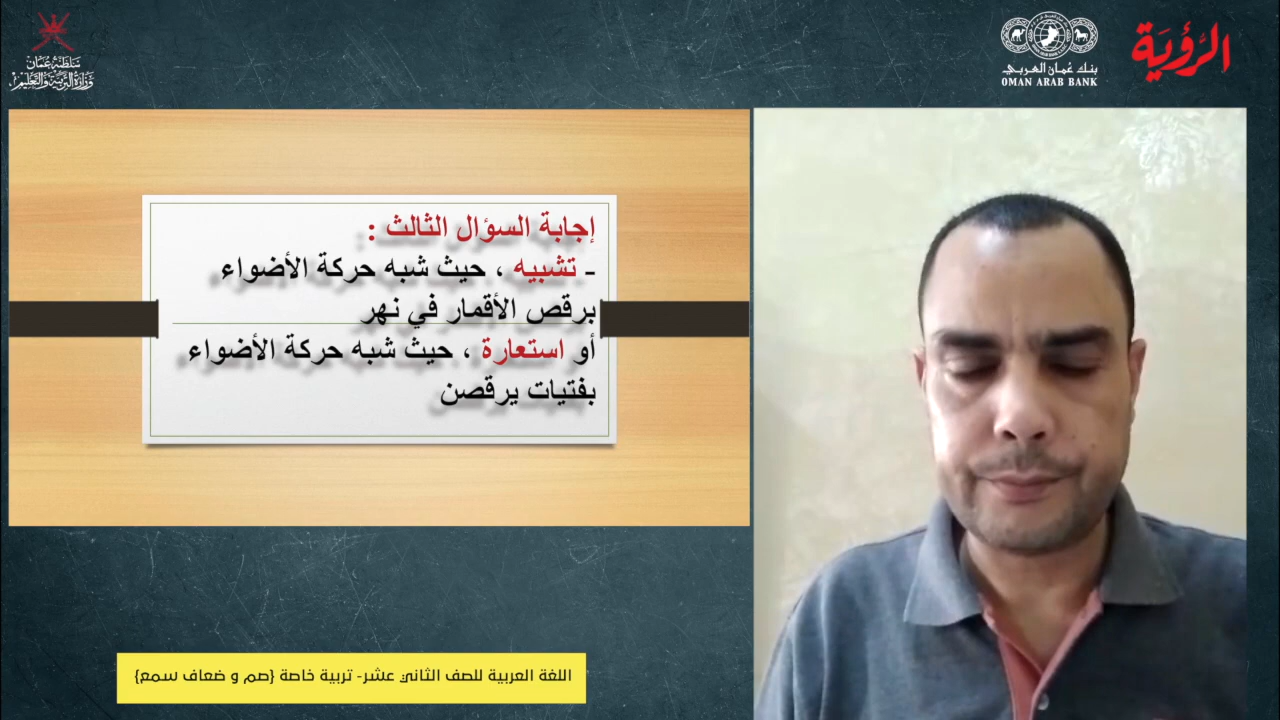 سلطنة عُمان
وزارة التربية والتعليم
بنك عُمان العربي
OMAN ARAB BANK
الرُّؤيَة
إجابة السؤال الثالث :
- تشبيه ، حيث شبه حركة الأضواء
برقص الأقمار في نهر
أو استعارة ، حيث شبه حركة الأضواء
بفتيات يرقصن
اللغة العربية للصف الثاني عشر- تربية خاصة {صم و ضعاف سمع}